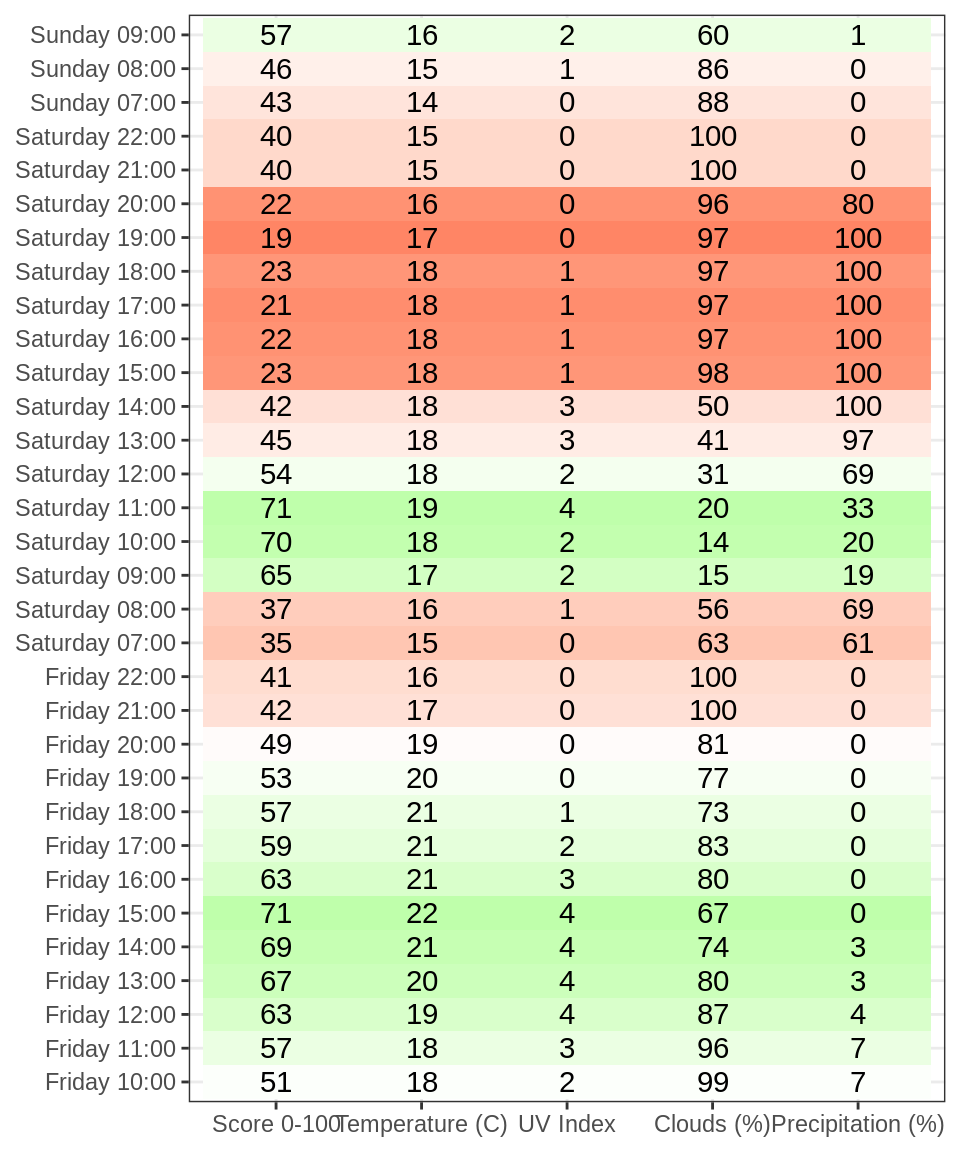 Sunday 09:00 57 16 2 60 1
Sunday 08:00 46 15 1 86 0
Sunday 07:00 43 14 0 88 0
Saturday 22:00 40 15 0 100 0
Saturday 21:00 40 15 0 100 0
Saturday 20:00 22 16 0 96 80
Saturday 19:00 19 17 0 97 100
Saturday 18:00 23 18 1 97 100
Saturday 17:00 21 18 1 97 100
Saturday 16:00 22 18 1 97 100
Saturday 15:00 23 18 1 98 100
Saturday 14:00 42 18 3 50 100
Saturday 13:00 45 18 3 41 97
Saturday 12:00 54 18 2 31 69
Saturday 11:00 71 19 4 20 33
Saturday 10:00 70 18 2 14 20
Saturday 09:00 65 17 2 15 19
Saturday 08:00 37 16 1 56 69
Saturday 07:00 35 15 0 63 61
Friday 22:00 41 16 0 100 0
Friday 21:00 42 17 0 100 0
Friday 20:00 49 19 0 81 0
Friday 19:00 53 20 0 77 0
Friday 18:00 57 21 1 73 0
Friday 17:00 59 21 2 83 0
Friday 16:00 63 21 3 80 0
Friday 15:00 71 22 4 67 0
Friday 14:00 69 21 4 74 3
Friday 13:00 67 20 4 80 3
Friday 12:00 63 19 4 87 4
Friday 11:00 57 18 3 96 7
Friday 10:00 51 18 2 99 7
Score 0-100 Temperature (C) UV Index Clouds (%) Precipitation (%)